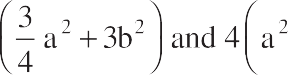 (3/4 a² + 3b²) and 4(a²